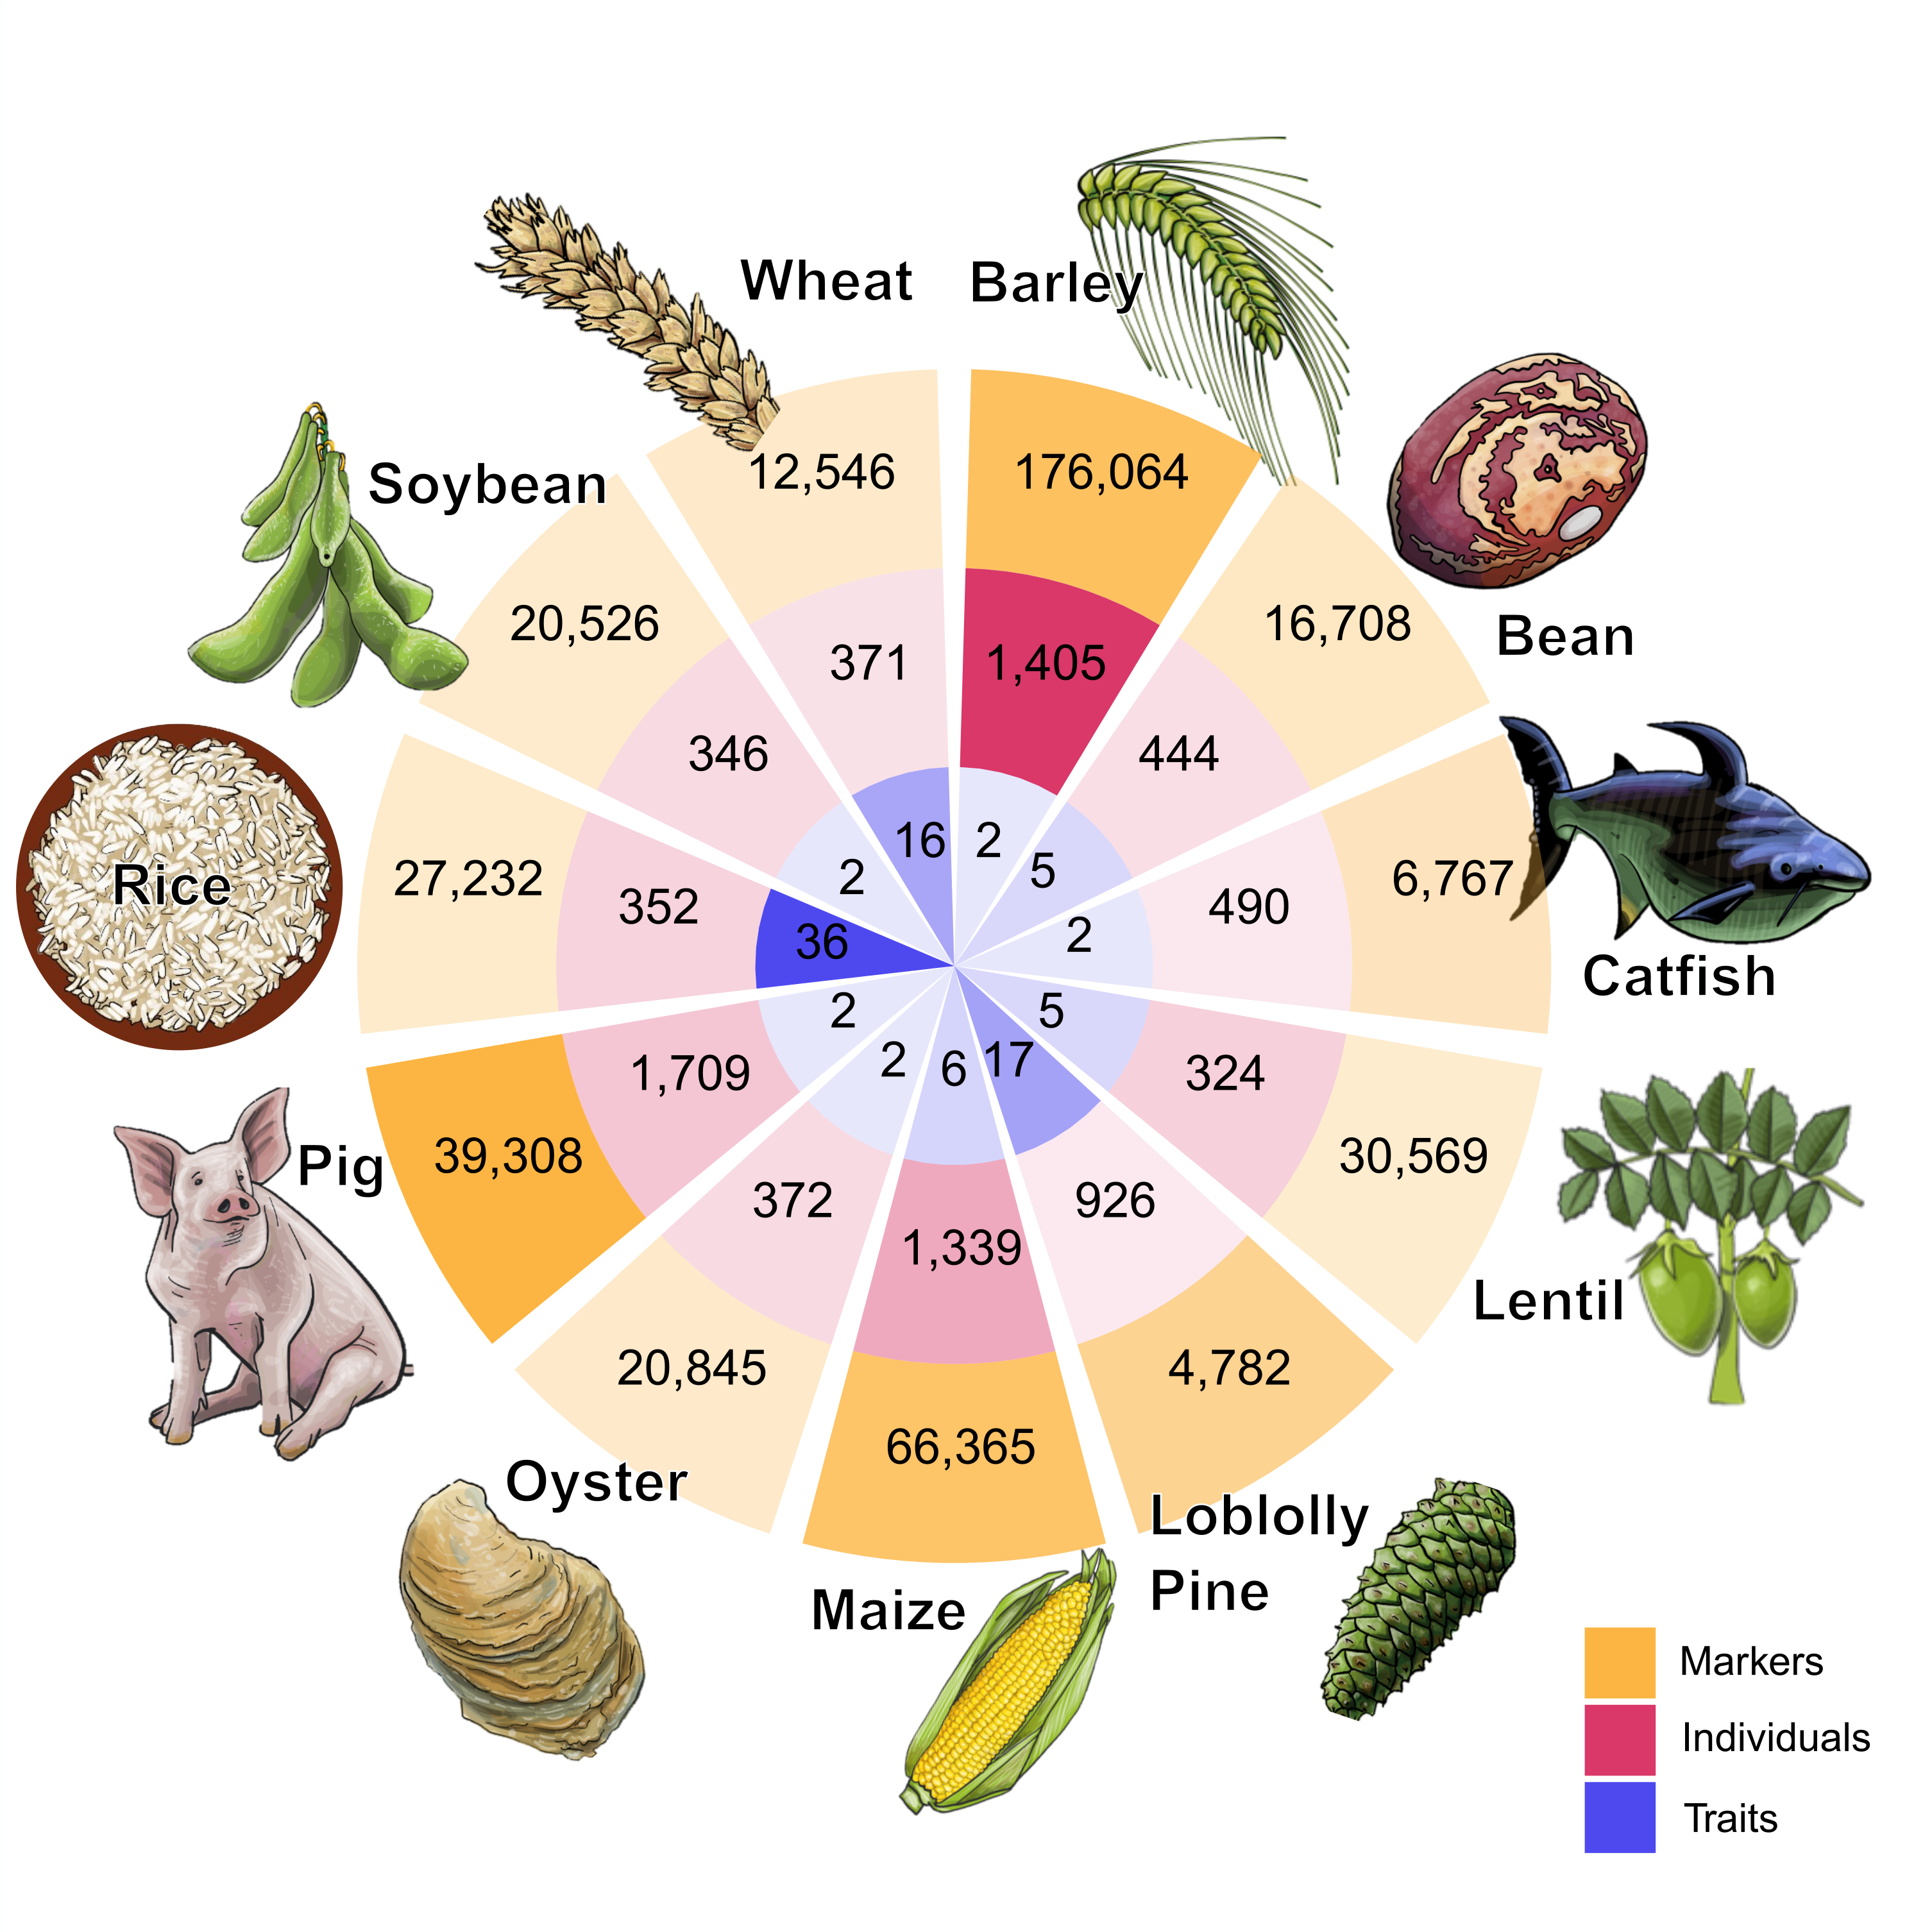 Wheat
Barley
12,546
176,064
Soybean
20,526
16,708
Bean
371
1,405
346
444
16
2
2
5
Rice
27,232
352
36
2
490
6,767
Catfish
2
5
Pig
39,308
1,709
2
6
17
324
30,569
372
926
Lentil
1,339
20,845
4,782
66,365
Oyster
Loblolly
Pine
Maize
Markers
Individuals
Traits